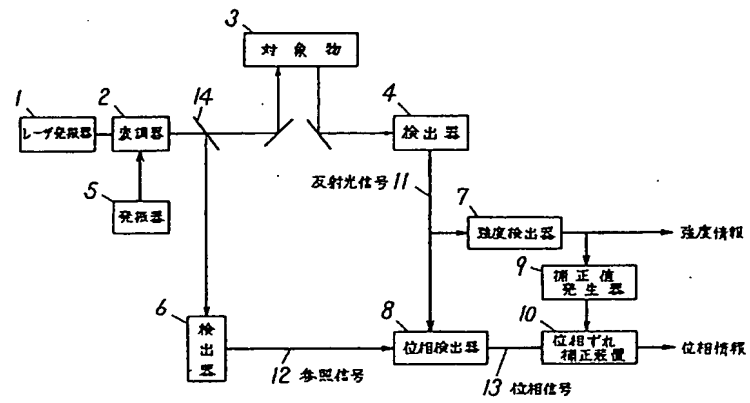 3
対象物
1
レーザ発振器
2
変調器
14
4
検出器
5
発振器
反射光信号 11
7
強度検出器
強度情報
9
補正値
発生器
6
検出器
12 参照信号
8
位相検出器
13 位相信号
10
位相ずれ
補正装置
位相情報